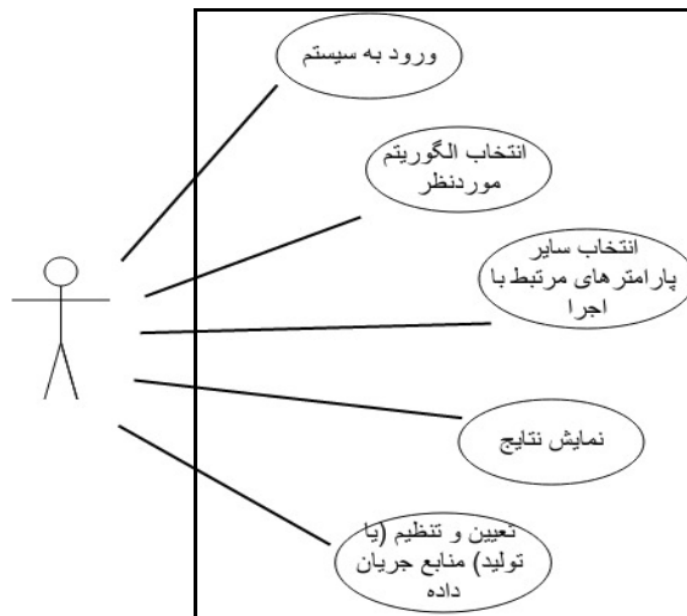 ورود به سیستم
انتخاب الگوریتم
موردنظر
انتخاب سایر
پارامترهای مرتبط با
اجرا
نمایش نتایج
تعیین و تنظیم (یا
تولید) منابع جریان
داده